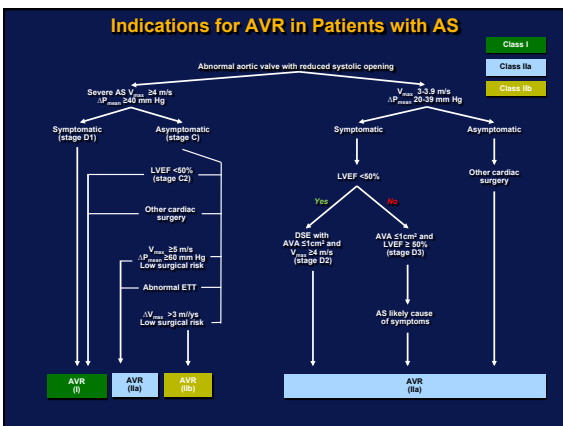 Indications for AVR in Patients with AS
Class I
Class IIa
Class IIb
Abnormal aortic valve with reduced systolic opening
Severe AS Vmax ≥4 m/s
ΔPmean ≥40 mm Hg
Vmax 3-3.9 m/s
ΔPmean 20-39 mm Hg
Symptomatic
(stage D1)
Asymptomatic
(stage C)
Symptomatic
Asymptomatic
LVEF <50%
(stage C2)
LVEF <50%
Other cardiac
surgery
Yes
No
Other cardiac
surgery
Vmax ≥5 m/s
ΔPmean ≥60 mm Hg
Low surgical risk
DSE with
AVA ≤1cm² and
Vmax ≥4 m/s
(stage D2)
AVA ≤1cm² and
LVEF ≥ 50%
(stage D3)
Abnormal ETT
ΔVmax >3 m//ys
Low surgical risk
AS likely cause
of symptoms
AVR
(I)
AVR
(IIa)
AVR
(IIb)
AVR
(IIa)